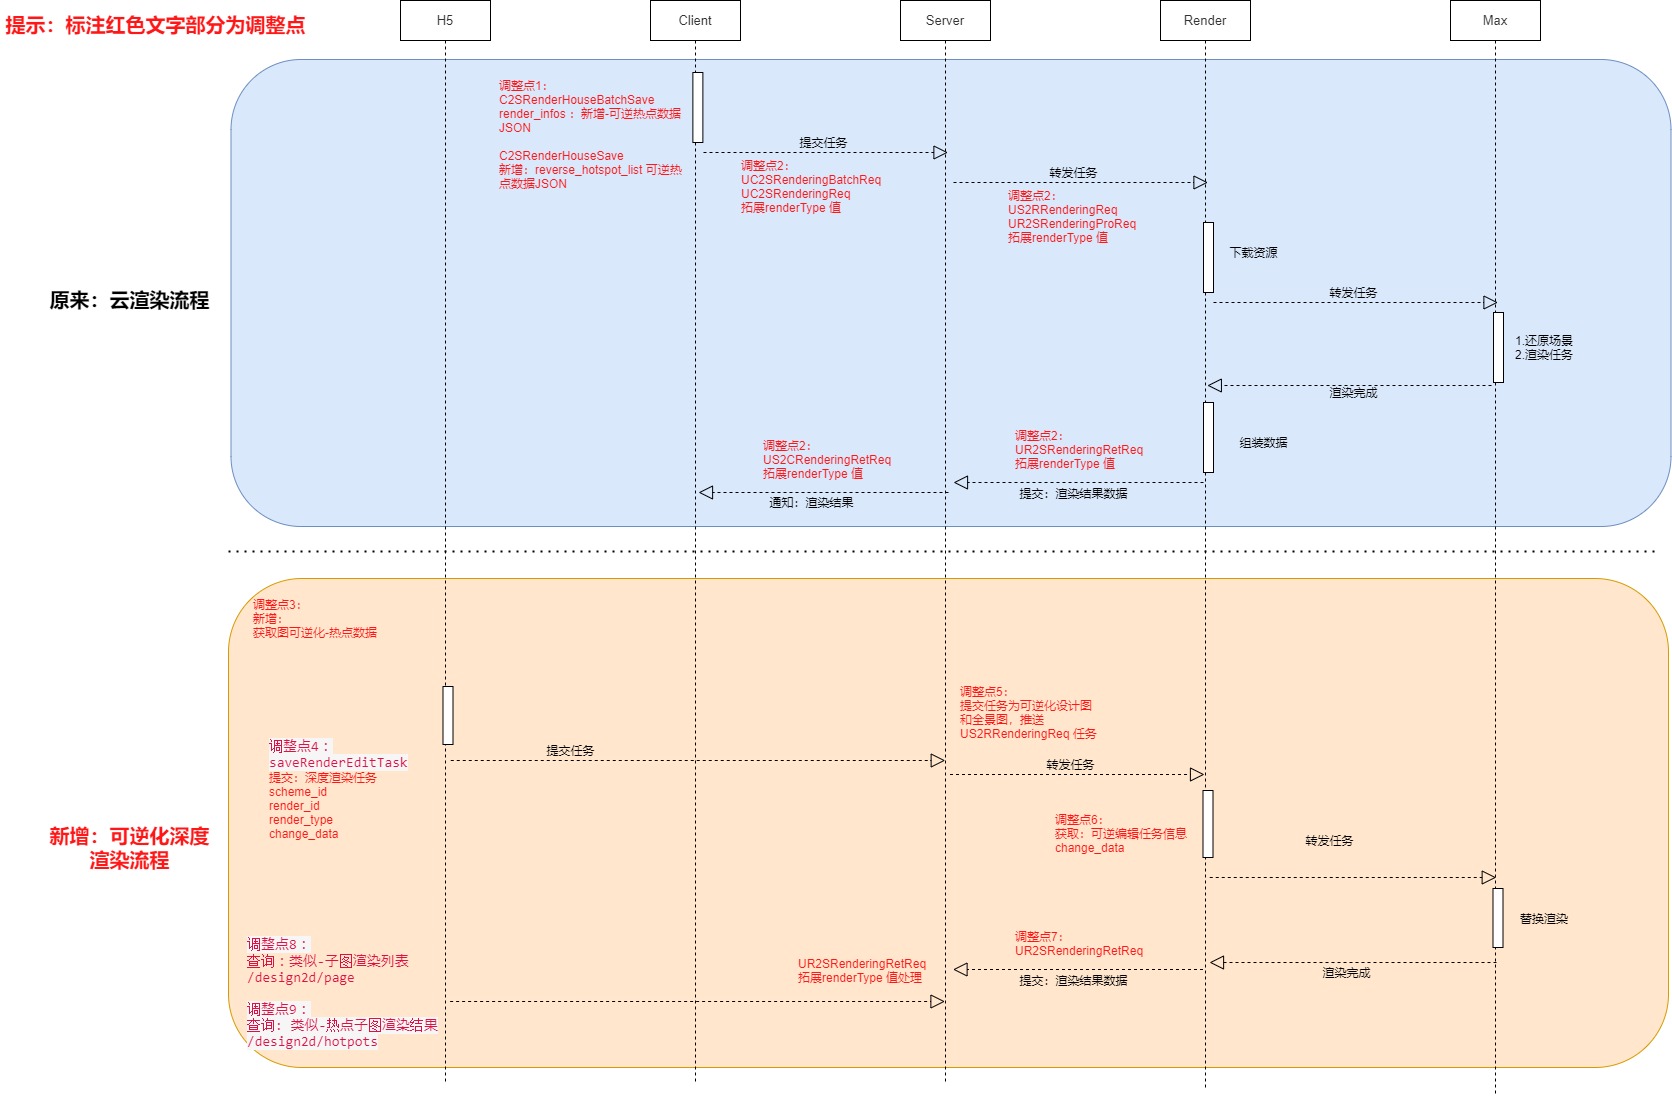 提示：标注红色文字部分为调整点
H5
Client
Server
Render
Max
调整点1：
C2SRenderHouseBatchSave
render_infos： 新增-可逆热点数据
JSON
C2SRenderHouseSave
新增：reverse_hotspot_list 可逆热
点数据JSON
提交任务
调整点2：
UC2SRenderingBatchReq
UC2SRenderingReq
拓展renderType 值
转发任务
调整点2：
US2RRenderingReq
UR2SRenderingProReq
拓展renderType 值
下载资源
原来：云渲染流程
转发任务
1.还原场景
2.渲染任务
渲染完成
组装数据
调整点2：
UR2SRenderingRetReq
拓展renderType 值
提交：渲染结果数据
调整点2：
US2CRenderingRetReq
拓展renderType 值
通知：渲染结果
调整点3：
新增：
获取图可逆化-热点数据
调整点4：
saveRenderEditTask
提交：深度渲染任务
scheme_id
render_id
render_type
change_data
提交任务
调整点5：
提交任务为可逆化设计图
和全景图，推送
US2RRenderingReq 任务
转发任务
新增：可逆化深度
渲染流程
调整点6：
获取：可逆编辑任务信息
change_data
转发任务
替换渲染
渲染完成
调整点7：
UR2SRenderingRetReq
提交：渲染结果数据
UR2SRenderingRetReq
拓展renderType 值处理
调整点8：
查询：类似-子图渲染列表
/design2d/page
调整点9：
查询: 类似-热点子图渲染结果
/design2d/hotpots